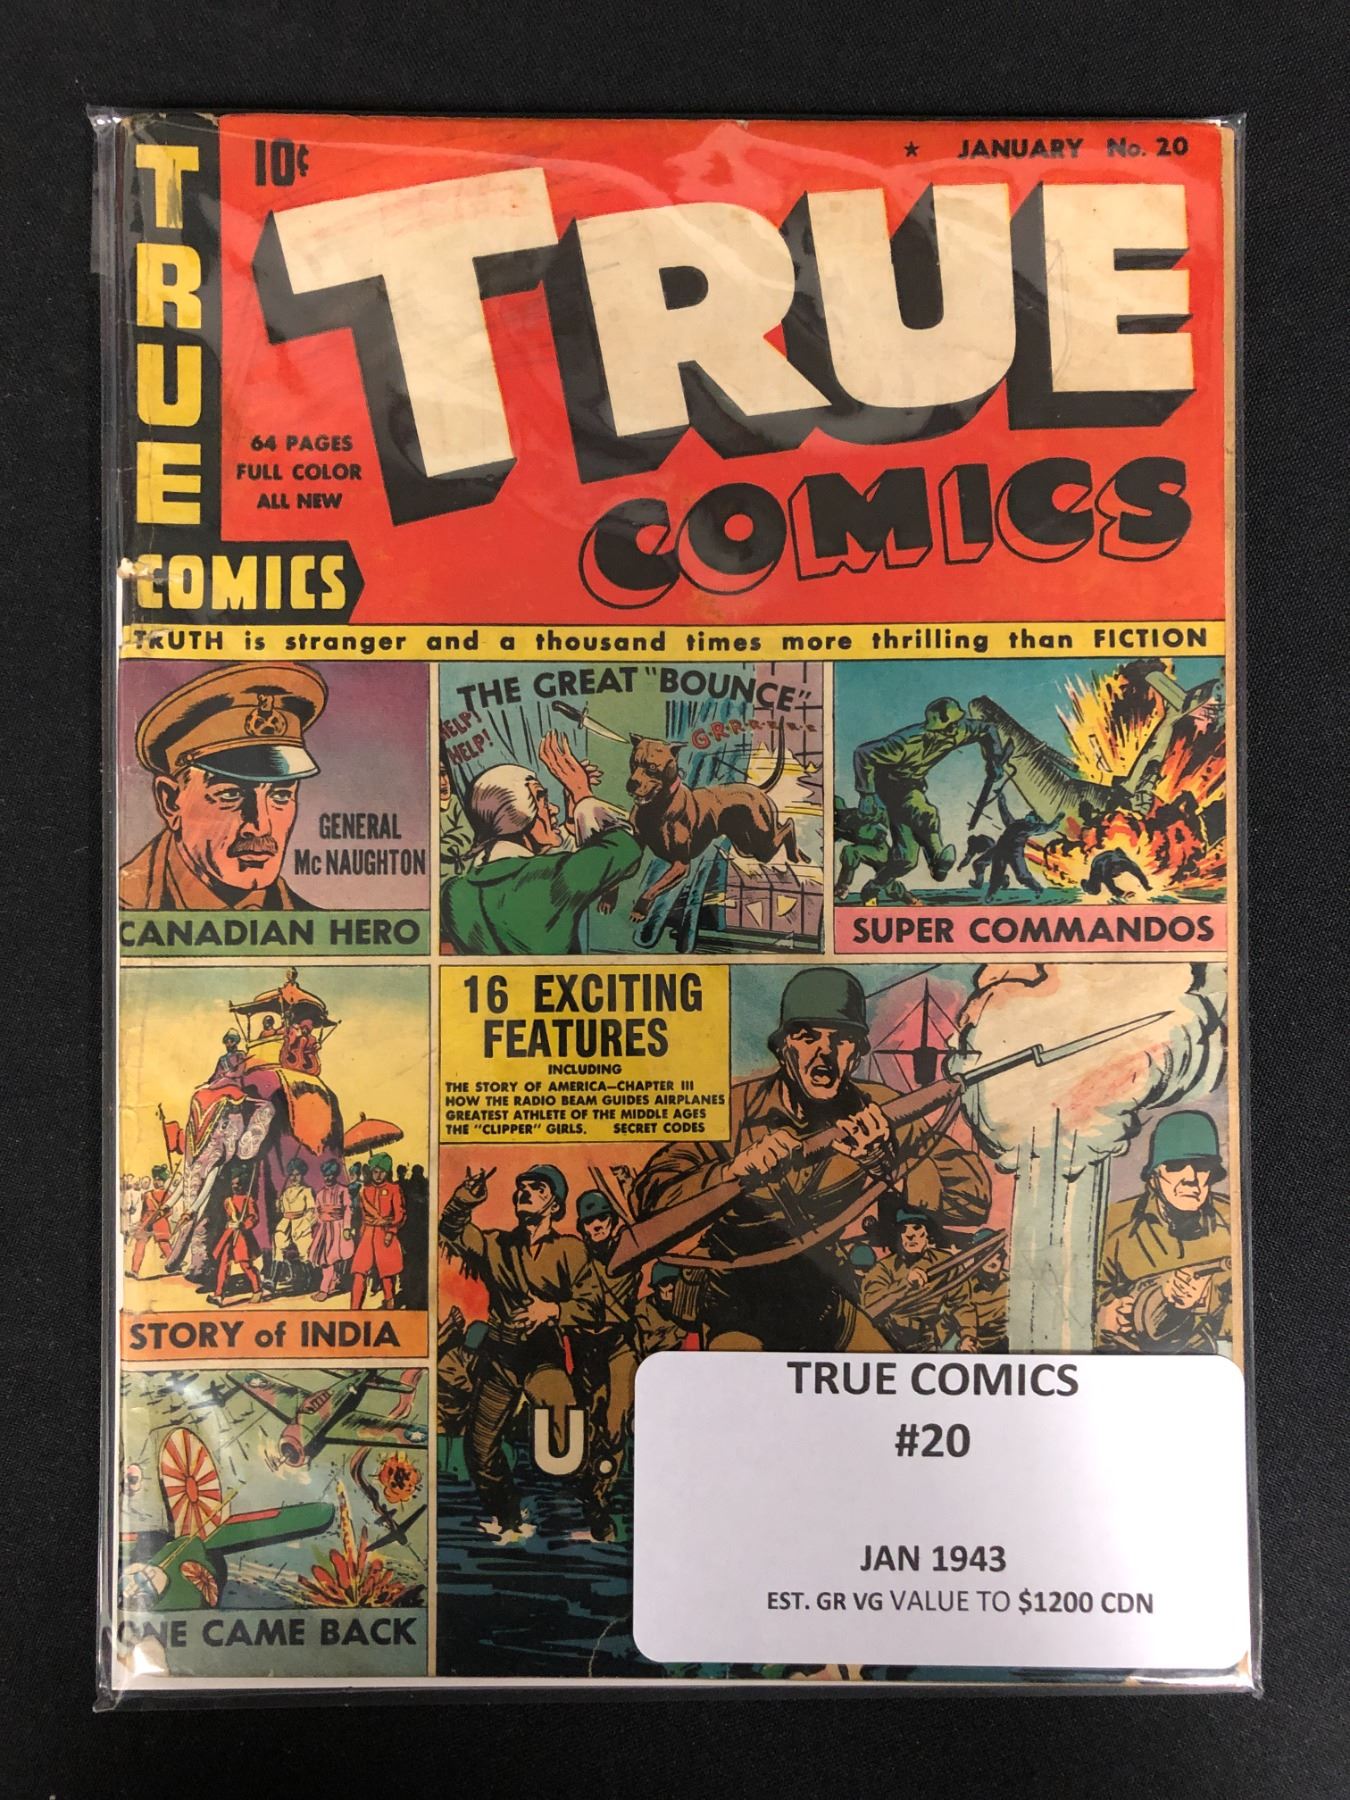 TRUE
COMICS
10¢
★ JANUARY No. 20
TRUE
COMICS
64 PAGES
FULL COLOR
ALL NEW
TRUTH is stranger and a thousand times more thrilling than FICTION
GENERAL
McNAUGHTON
CANADIAN HERO
THE GREAT "BOUNCE"
HELP!
HELP!
G-R-R-R-R-R-R
SUPER COMMANDOS
STORY of INDIA
16 EXCITING
FEATURES
INCLUDING
THE STORY OF AMERICA—CHAPTER III
HOW THE RADIO BEAM GUIDES AIRPLANES
GREATEST ATHLETE OF THE MIDDLE AGES
THE "CLIPPER" GIRLS. SECRET CODES
ONE CAME BACK
U.
TRUE COMICS
#20
JAN 1943
EST. GR VG VALUE TO $1200 CDN